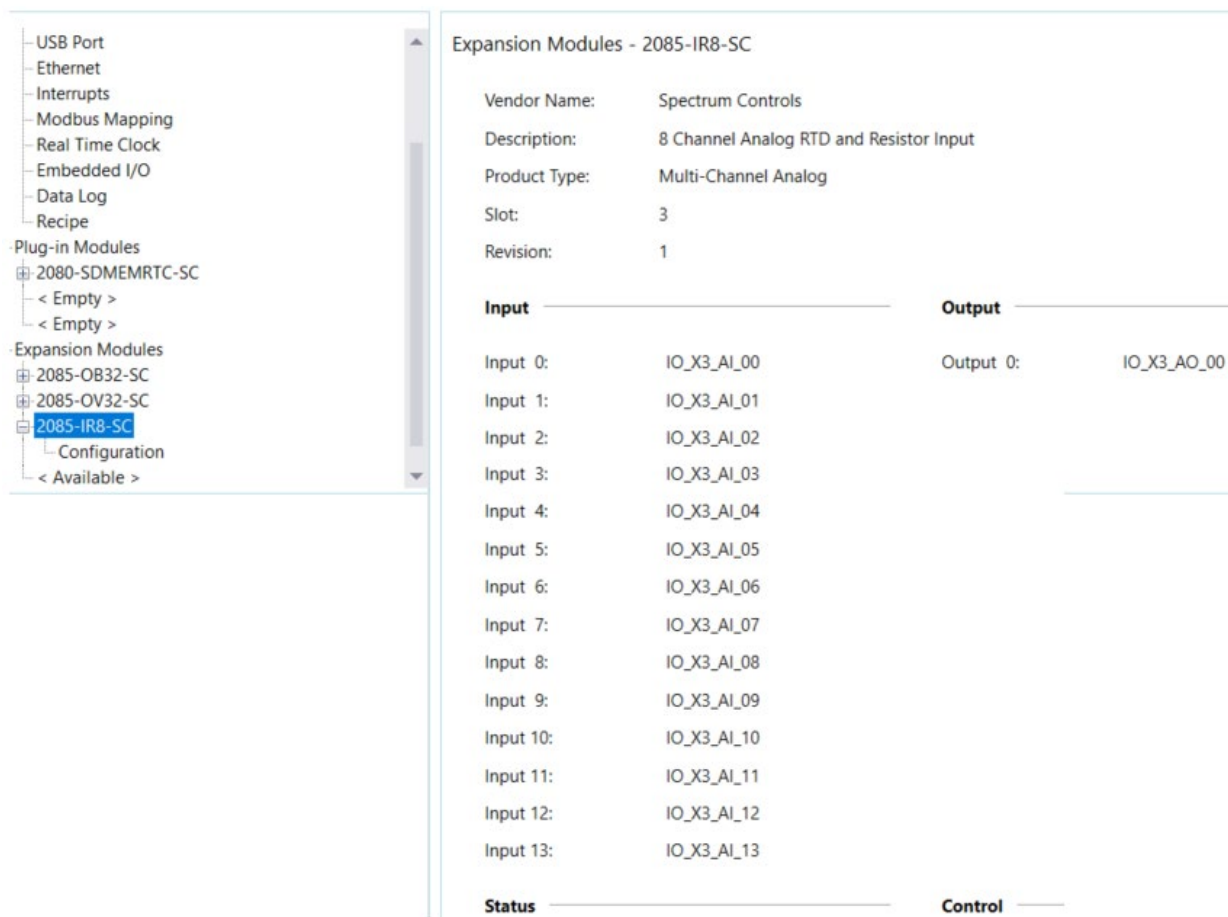 USB Port
Ethernet
Interrupts
Modbus Mapping
Real Time Clock
Embedded I/O
Data Log
Recipe
Plug-in Modules
2080-SDMEMRTC-SC
< Empty >
< Empty >
Expansion Modules
2085-OB32-SC
2085-OV32-SC
2085-IR8-SC
Configuration
< Available >
Expansion Modules - 2085-IR8-SC
Vendor Name: Spectrum Controls
Description: 8 Channel Analog RTD and Resistor Input
Product Type: Multi-Channel Analog
Slot: 3
Revision: 1
Input Output
Input 0: IO_X3_AI_00 Output 0: IO_X3_AO_00
Input 1: IO_X3_AI_01
Input 2: IO_X3_AI_02
Input 3: IO_X3_AI_03
Input 4: IO_X3_AI_04
Input 5: IO_X3_AI_05
Input 6: IO_X3_AI_06
Input 7: IO_X3_AI_07
Input 8: IO_X3_AI_08
Input 9: IO_X3_AI_09
Input 10: IO_X3_AI_10
Input 11: IO_X3_AI_11
Input 12: IO_X3_AI_12
Input 13: IO_X3_AI_13
Status Control